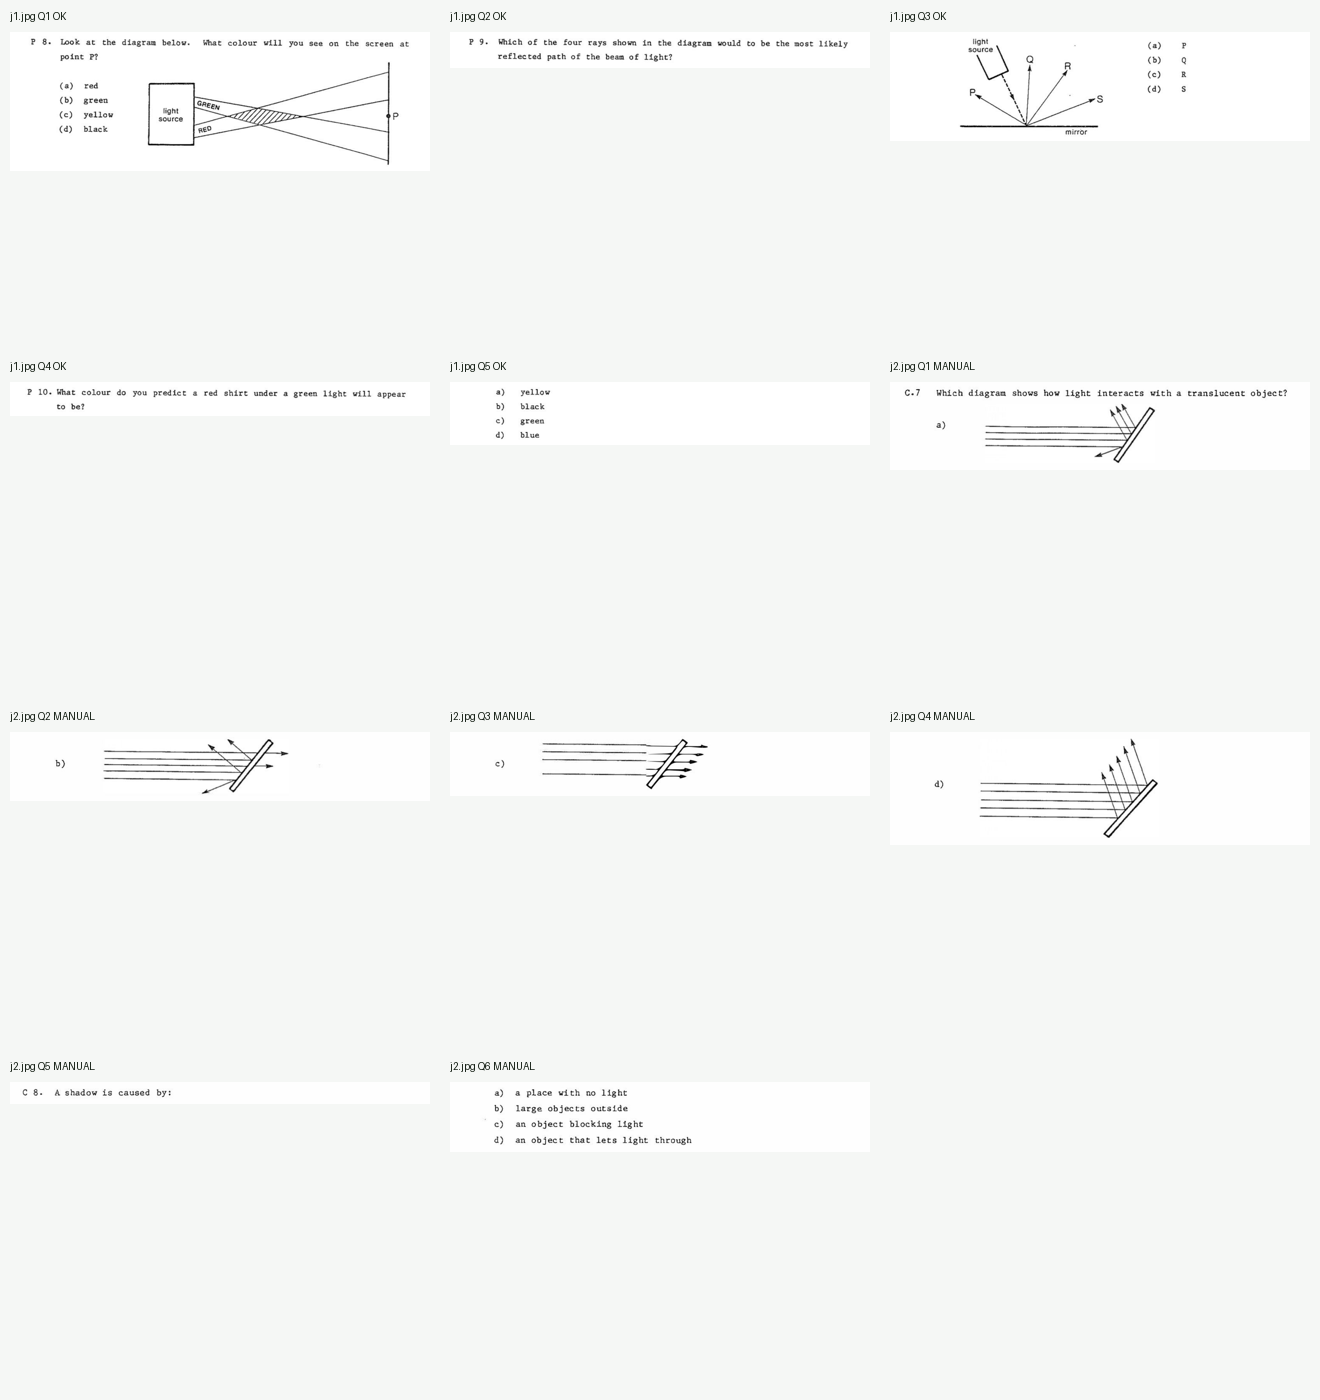 j1.jpg Q1 OK
P 8. Look at the diagram below. What colour will you see on the screen at
point P?
(a) red
(b) green
(c) yellow
(d) black
light
source
GREEN
RED
P
j1.jpg Q2 OK
P 9. Which of the four rays shown in the diagram would to be the most likely
reflected path of the beam of light?
j1.jpg Q3 OK
light
source
P
Q
R
S
mirror
(a) P
(b) Q
(c) R
(d) S
j1.jpg Q4 OK
P 10. What colour do you predict a red shirt under a green light will appear
to be?
j1.jpg Q5 OK
a) yellow
b) black
c) green
d) blue
j2.jpg Q1 MANUAL
C.7 Which diagram shows how light interacts with a translucent object?
a)
j2.jpg Q2 MANUAL
b)
j2.jpg Q3 MANUAL
c)
j2.jpg Q4 MANUAL
d)
j2.jpg Q5 MANUAL
C 8. A shadow is caused by:
j2.jpg Q6 MANUAL
a) a place with no light
b) large objects outside
c) an object blocking light
d) an object that lets light through